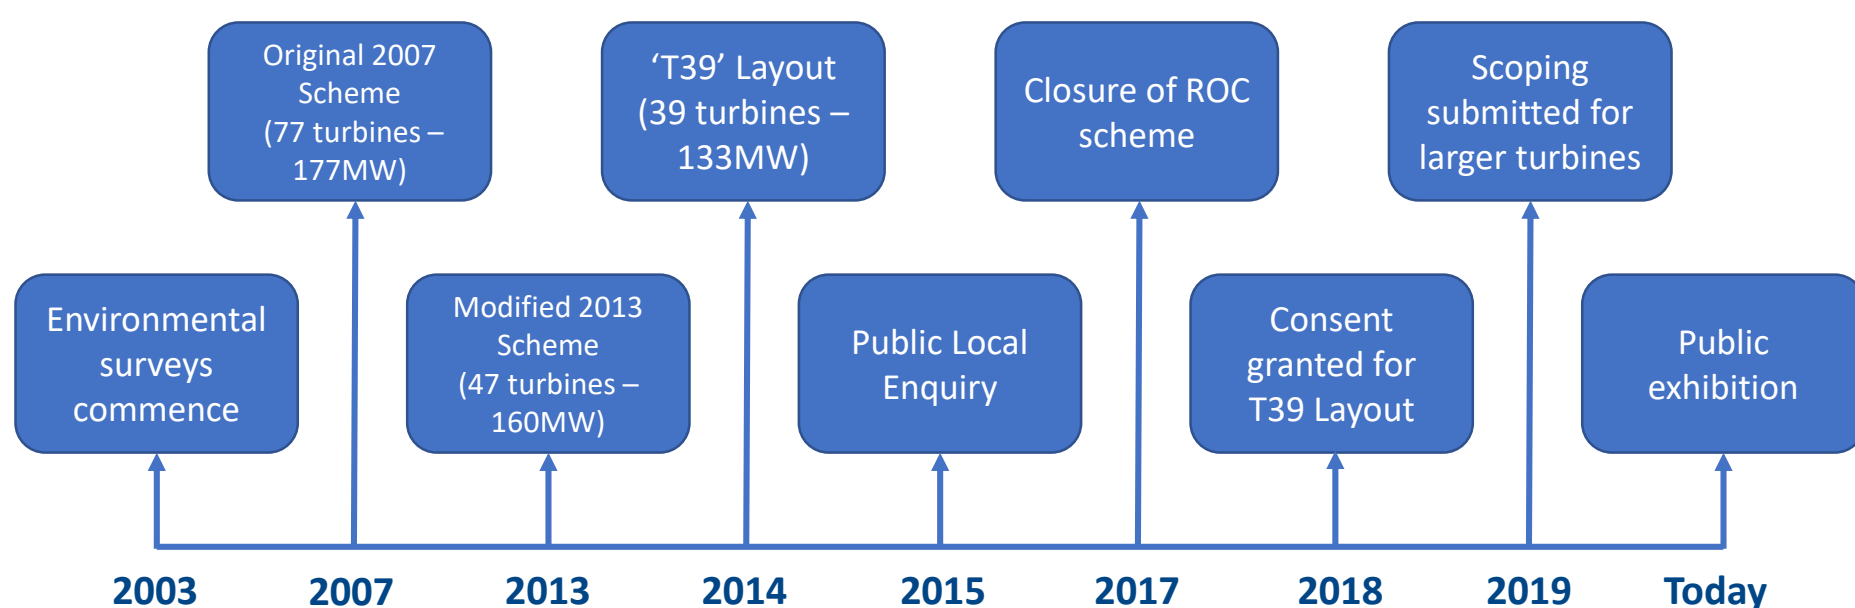 Original 2007
Scheme
(77 turbines –
177MW)
‘T39’ Layout
(39 turbines –
133MW)
Closure of ROC
scheme
Scoping
submitted for
larger turbines
Environmental
surveys
commence
Modified 2013
Scheme
(47 turbines –
160MW)
Public Local
Enquiry
Consent
granted for
T39 Layout
Public
exhibition
2003
2007
2013
2014
2015
2017
2018
2019
Today